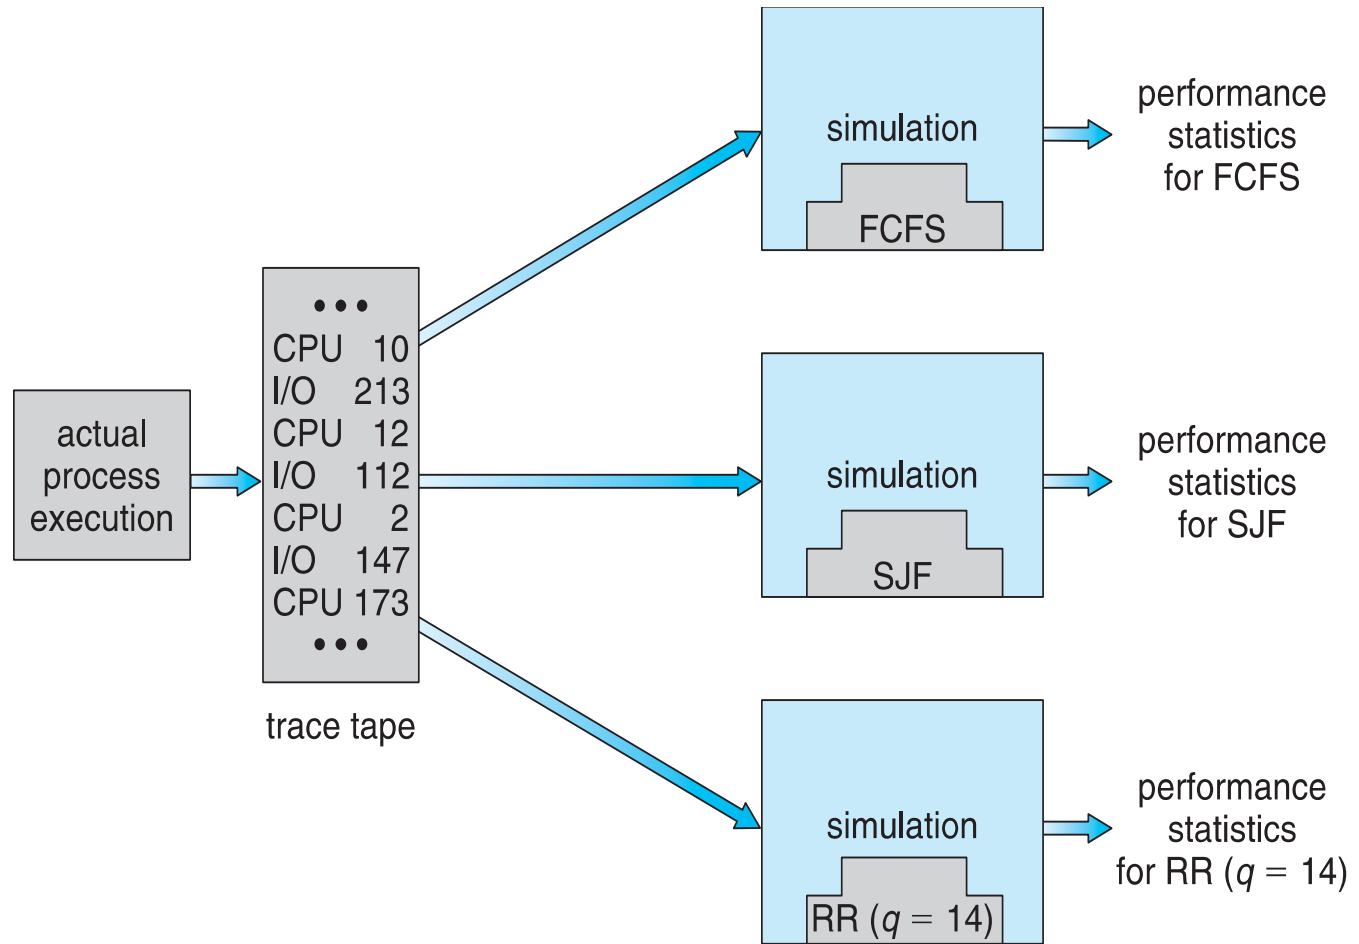 actual
process
execution
•••
CPU 10
I/O 213
CPU 12
I/O 112
CPU 2
I/O 147
CPU 173
•••
trace tape
simulation
FCFS
performance
statistics
for FCFS
simulation
SJF
performance
statistics
for SJF
simulation
RR (q = 14)
performance
statistics
for RR (q = 14)